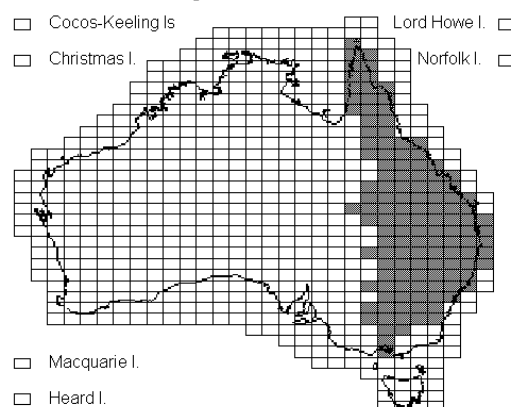 Cocos-Keeling Is
Lord Howe I.
Christmas I.
Norfolk I.
Macquarie I.
Heard I.